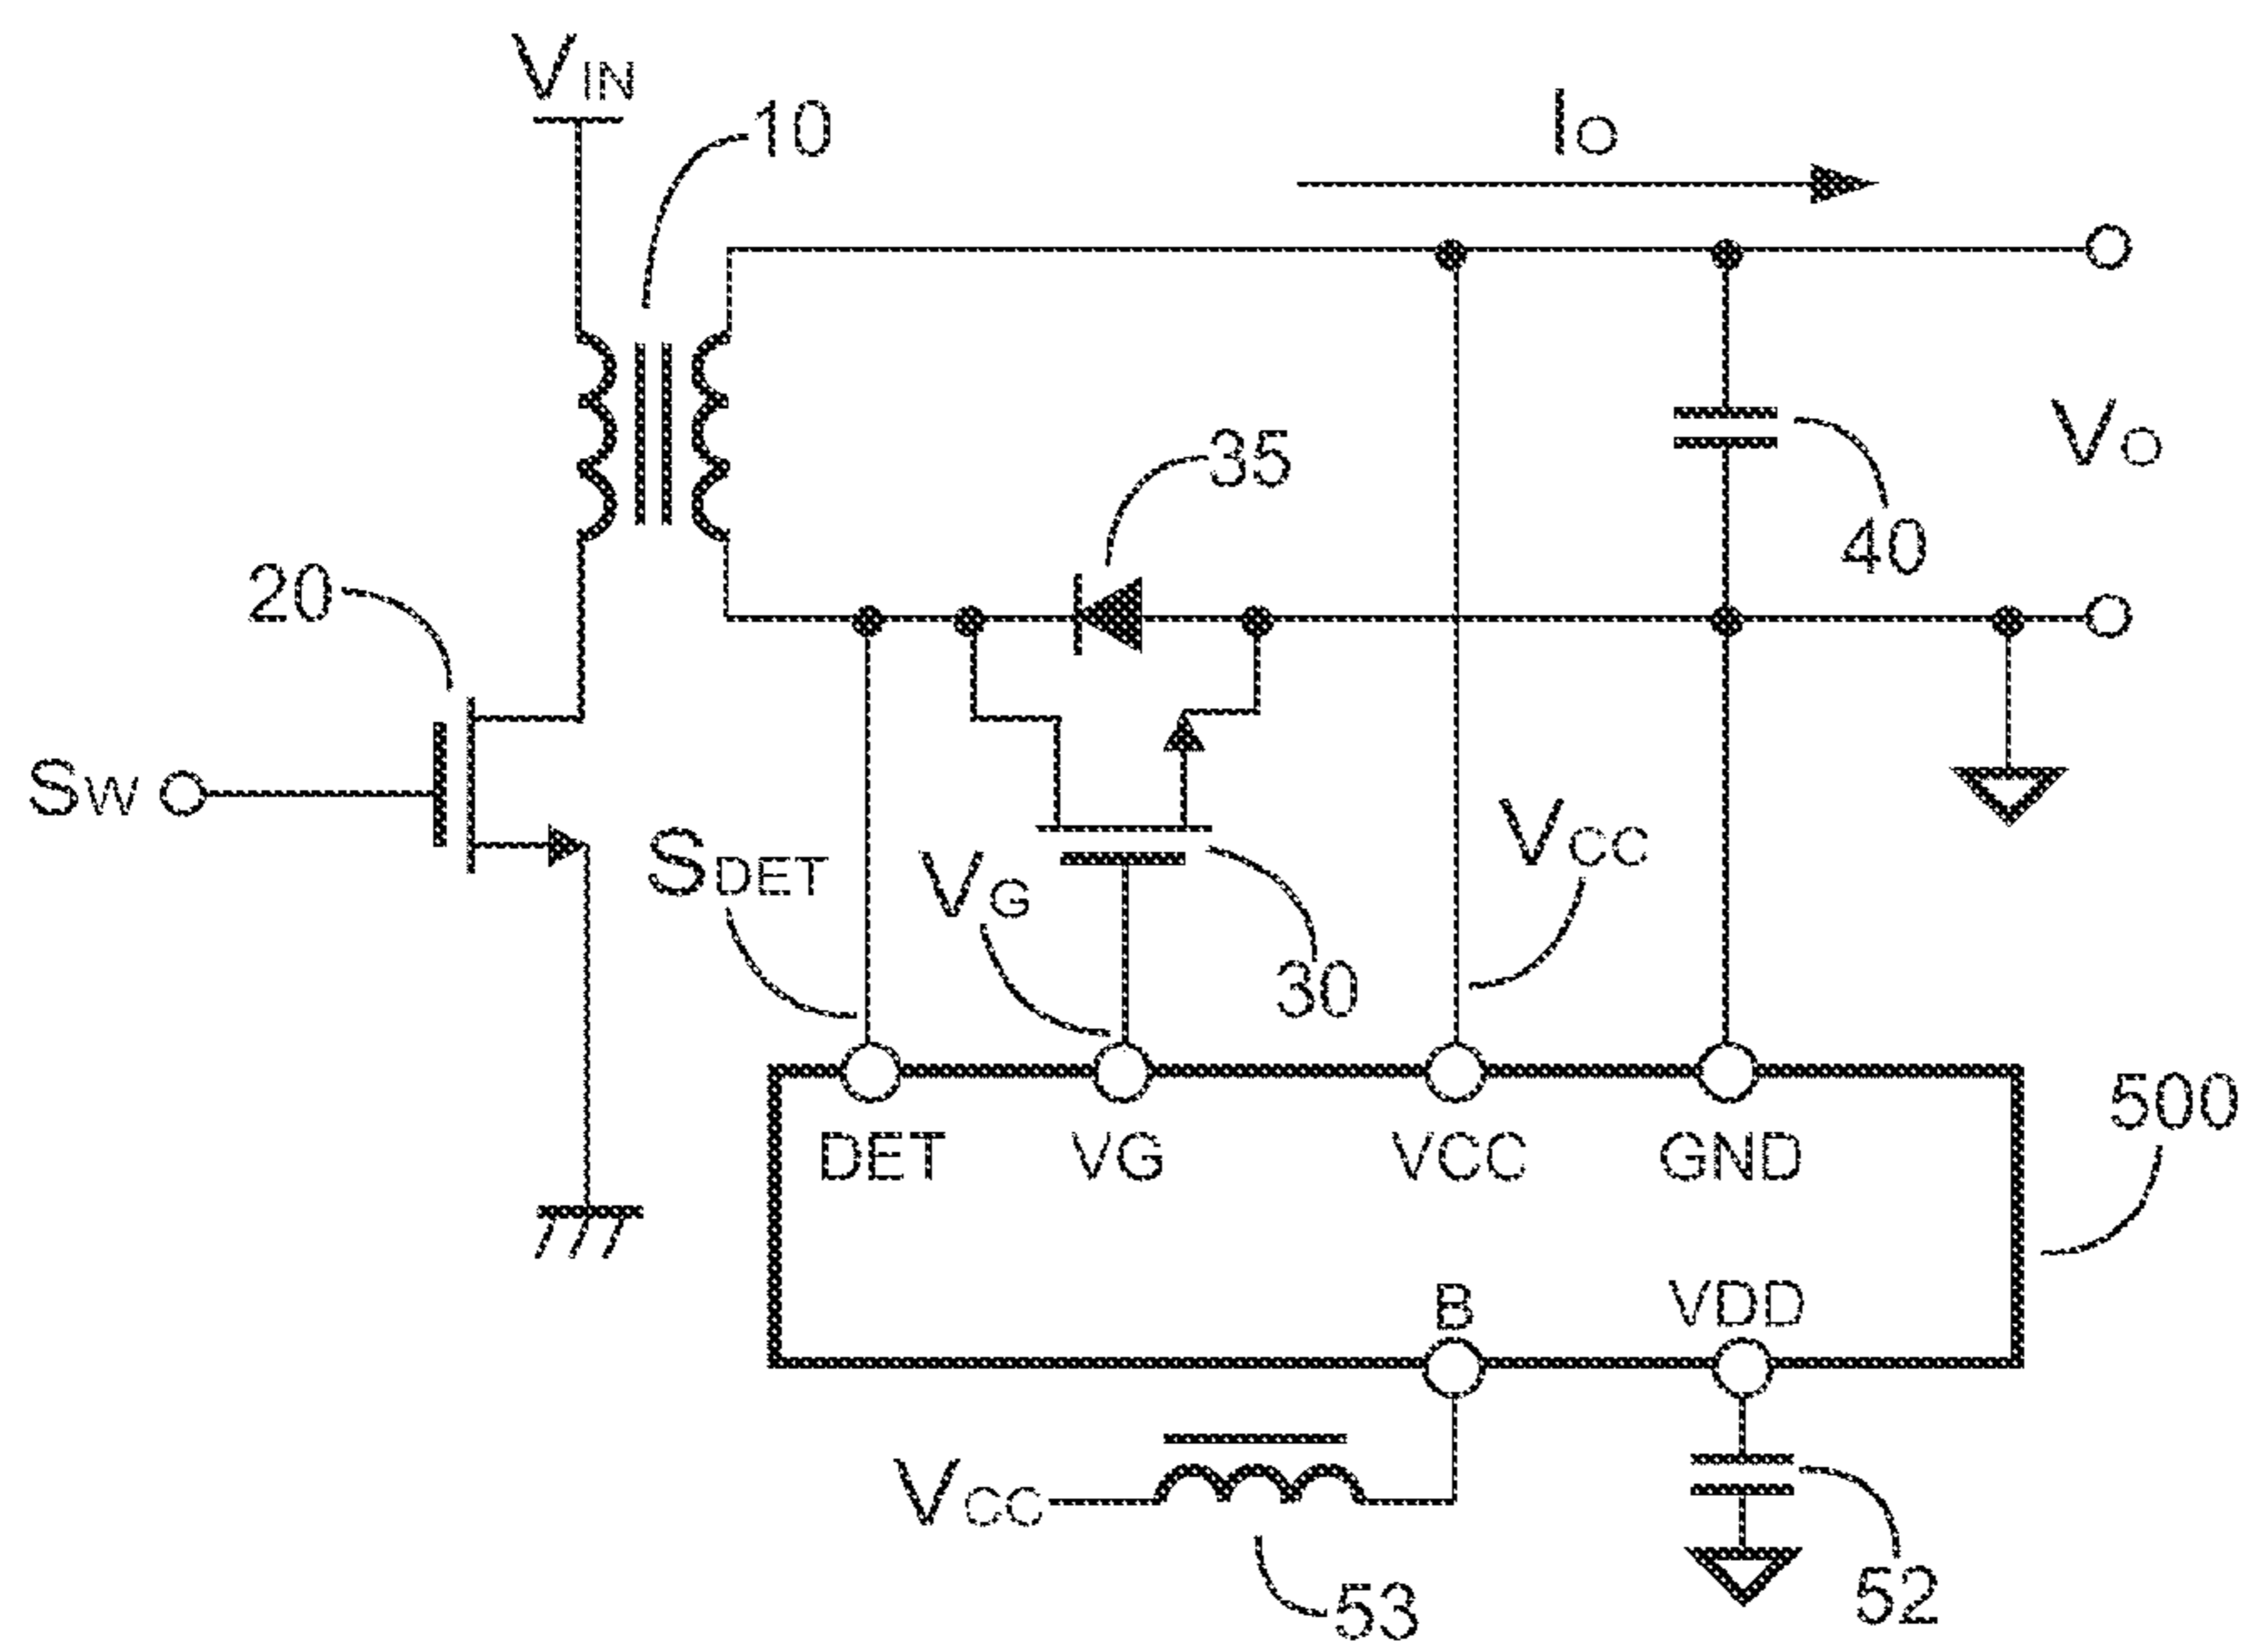 VIN
10
IO
35
VO
40
20
SW
SDET
VG
VCC
30
500
DET VG VCC GND
B VDD
VCC
53
52